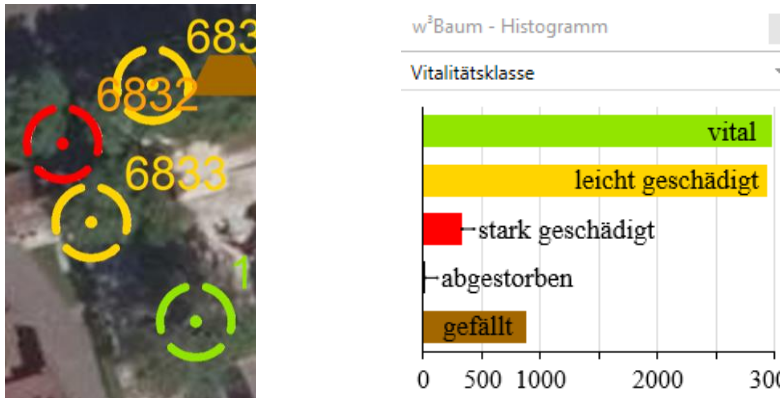 683
6832
6833
1
w³Baum - Histogramm
Vitalitätsklasse
vital
leicht geschädigt
stark geschädigt
abgestorben
gefällt
0 500 1000 2000 300